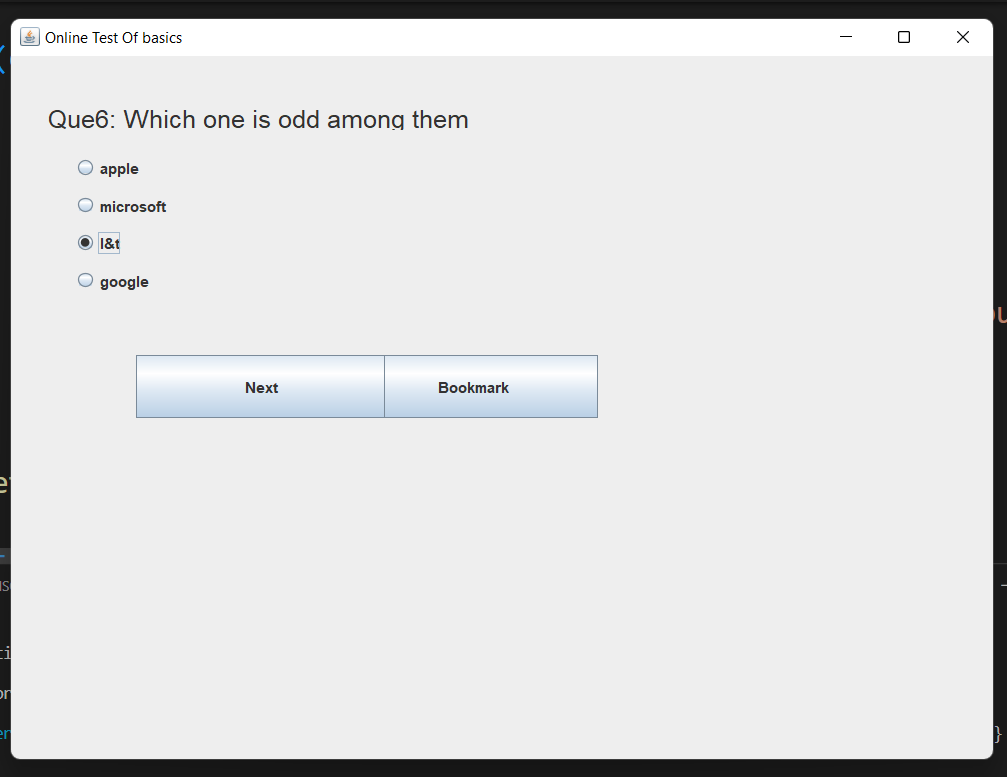 Online Test Of basics
Que6: Which one is odd among them
apple
microsoft
l&t
google
Next Bookmark